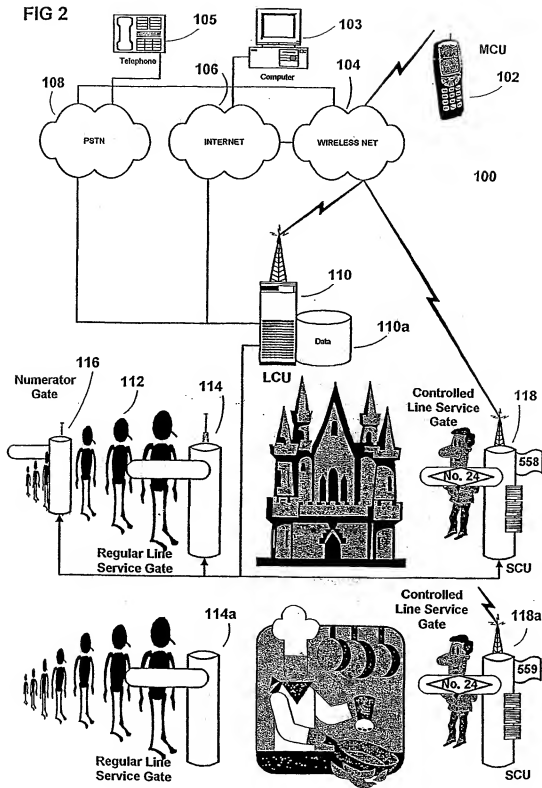 FIG 2
105
Telephone
103
Computer
MCU
102
108
106
104
PSTN
INTERNET
WIRELESS NET
100
110
Data
110a
LCU
Numerator
Gate
116
112
114
Regular Line
Service Gate
Controlled
Line Service
Gate
118
558
No. 24
SCU
114a
Regular Line
Service Gate
Controlled
Line Service
Gate
118a
559
No. 24
SCU